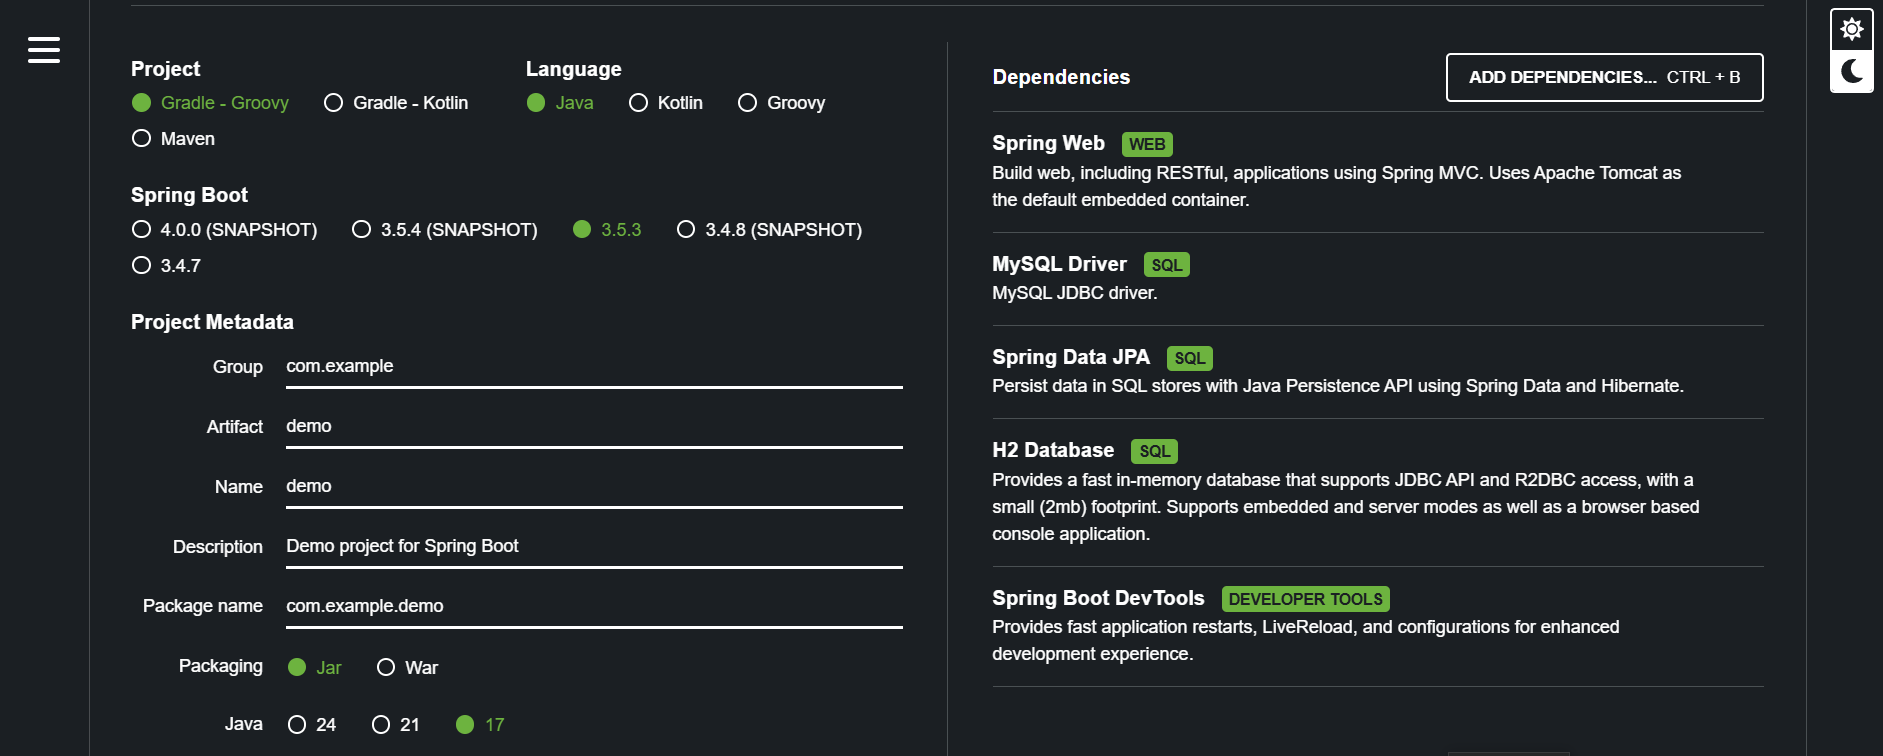 Project
Gradle - Groovy Gradle - Kotlin
Maven
Language
Java Kotlin Groovy
Spring Boot
4.0.0 (SNAPSHOT) 3.5.4 (SNAPSHOT) 3.5.3 3.4.8 (SNAPSHOT)
3.4.7
Project Metadata
Group com.example
Artifact demo
Name demo
Description Demo project for Spring Boot
Package name com.example.demo
Packaging Jar War
Java 24 21 17
Dependencies
ADD DEPENDENCIES... CTRL + B
Spring Web WEB
Build web, including RESTful, applications using Spring MVC. Uses Apache Tomcat as
the default embedded container.
MySQL Driver SQL
MySQL JDBC driver.
Spring Data JPA SQL
Persist data in SQL stores with Java Persistence API using Spring Data and Hibernate.
H2 Database SQL
Provides a fast in-memory database that supports JDBC API and R2DBC access, with a
small (2mb) footprint. Supports embedded and server modes as well as a browser based
console application.
Spring Boot DevTools DEVELOPER TOOLS
Provides fast application restarts, LiveReload, and configurations for enhanced
development experience.